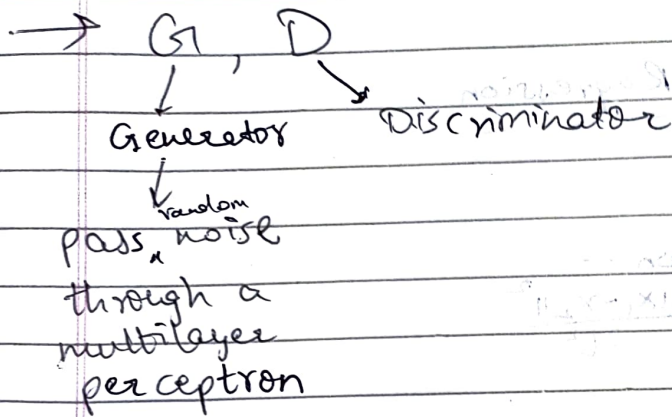 → G, D
Generator Discriminator
pass random noise
through a
multilayer
perceptron